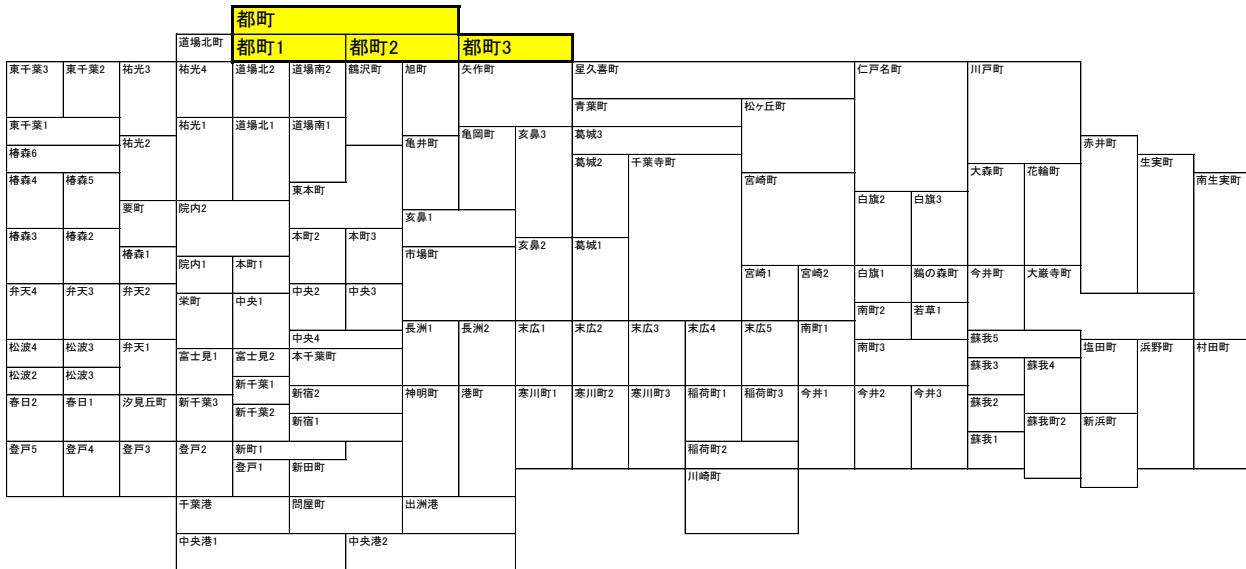 都町
道場北町 都町1 都町2 都町3
東千葉3 東千葉2 祐光3 祐光4 道場北2 道場南2 鶴沢町 旭町 矢作町 星久喜町 仁戸名町 川戸町
青葉町 松ヶ丘町
東千葉1 祐光1 道場北1 道場南1 亀岡町 亥鼻3 葛城3
祐光2 亀井町 赤井町
椿森6 葛城2 千葉寺町 生実町
椿森4 椿森5 宮崎町 大森町 花輪町 南生実町
東本町 白旗2 白旗3
要町 院内2 亥鼻1
椿森3 椿森2 本町2 本町3 亥鼻2 葛城1
椿森1 市場町
院内1 本町1 宮崎1 宮崎2 白旗1 鵜の森町 今井町 大巌寺町
弁天4 弁天3 弁天2 栄町 中央1 中央2 中央3
南町2 若草1
長洲1 長洲2 末広1 末広2 末広3 末広4 末広5 南町1
中央4 蘇我5
松波4 松波3 弁天1 富士見1 富士見2 本千葉町 南町3 塩田町 浜野町 村田町
蘇我3 蘇我4
松波2 松波3 新千葉1
新宿2 神明町 港町 寒川町1 寒川町2 寒川町3 稲荷町1 稲荷町3 今井1 今井2 今井3
春日2 春日1 汐見丘町 新千葉3 新千葉2 蘇我2
新宿1 蘇我町2 新浜町
蘇我1
登戸5 登戸4 登戸3 登戸2 新町1 稲荷町2
登戸1 新田町
川崎町
千葉港 問屋町 出洲港
中央港1 中央港2